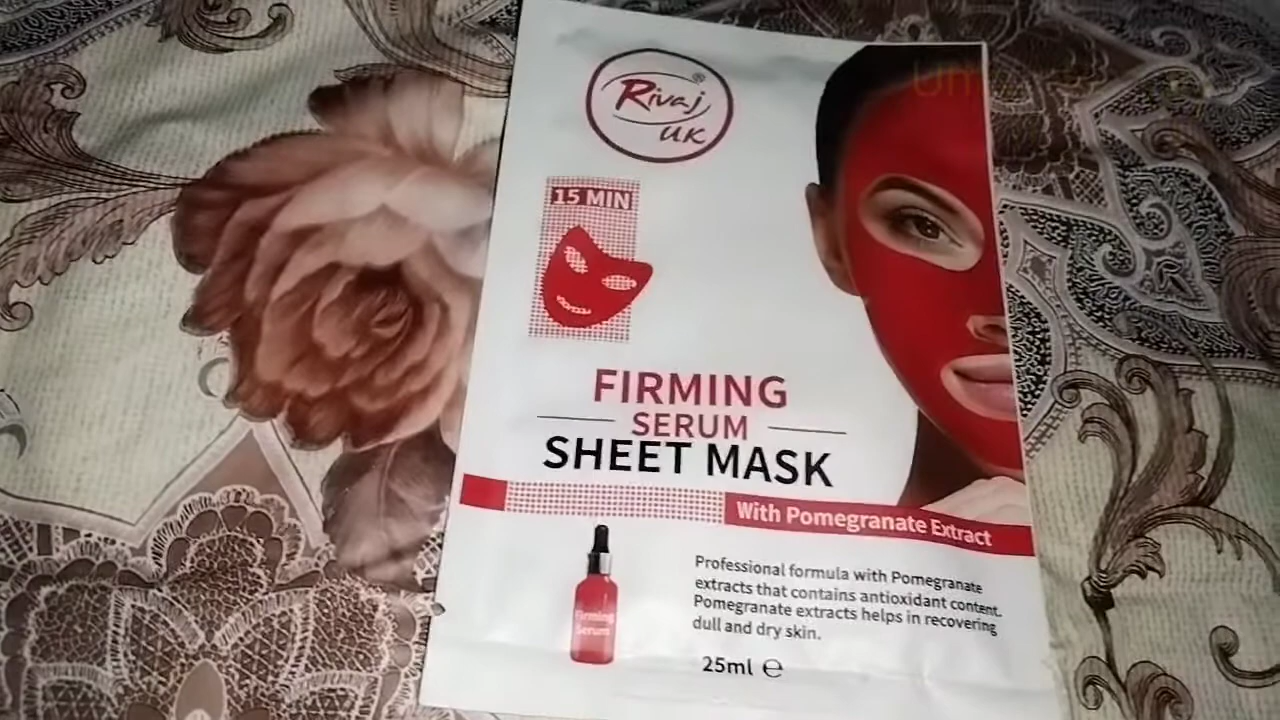 Rivaj®
UK
15 MIN
FIRMING
SERUM
SHEET MASK
With Pomegranate Extract
Firming
Serum
Professional formula with Pomegranate
extracts that contains antioxidant content.
Pomegranate extracts helps in recovering
dull and dry skin.
25ml ℮